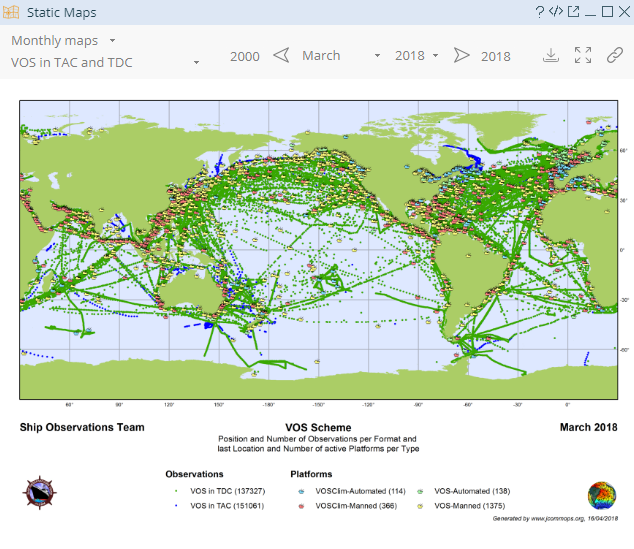 Static Maps
Monthly maps
VOS in TAC and TDC
2000 March 2018 2018
60° 90° 120° 150° -180° -150° -120° -90° -60° -30° 0°
60°
30°
0°
-30°
-60°
Ship Observations Team VOS Scheme March 2018
Position and Number of Observations per Format and
last Location and Number of active Platforms per Type
Observations Platforms
VOS in TDC (137327) VOSClim-Automated (114) VOS-Automated (138)
VOS in TAC (151061) VOSClim-Manned (366) VOS-Manned (1375)
Generated by www.jcommops.org, 16/04/2018